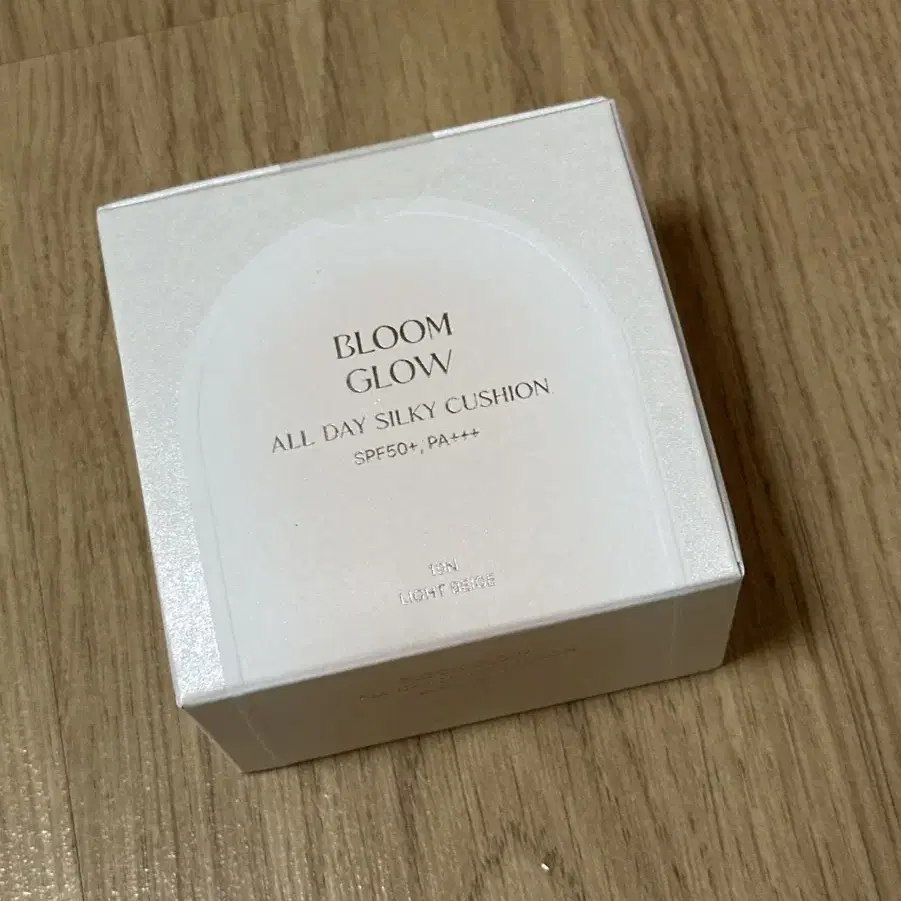 BLOOM
GLOW
ALL DAY SILKY CUSHION
SPF50+, PA+++
19N
LIGHT BEIGE